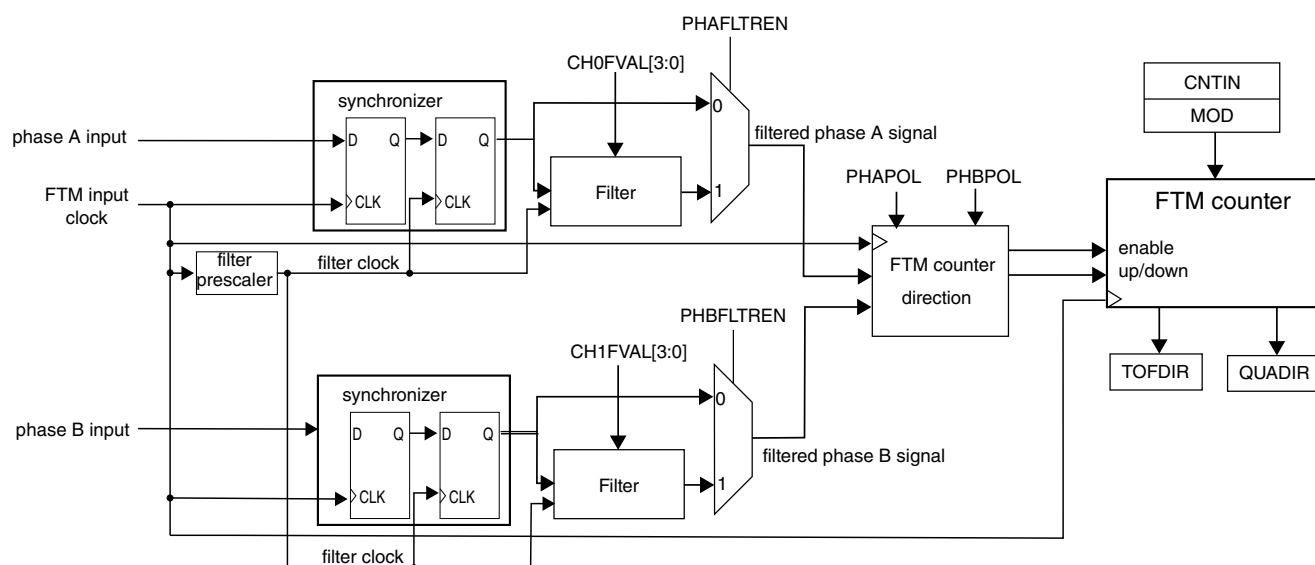 PHAFLTREN
CH0FVAL[3:0]
CNTIN
MOD
synchronizer
0
D Q D Q
phase A input
filtered phase A signal
FTM input
clock
CLK
CLK
Filter
1
PHAPOL
PHBPOL
FTM counter
enable
up/down
filter
prescaler
filter clock
FTM counter
direction
PHBFLTREN
CH1FVAL[3:0]
TOFDIR
QUADIR
synchronizer
0
phase B input
D Q D Q
filtered phase B signal
CLK
CLK
Filter
1
filter clock